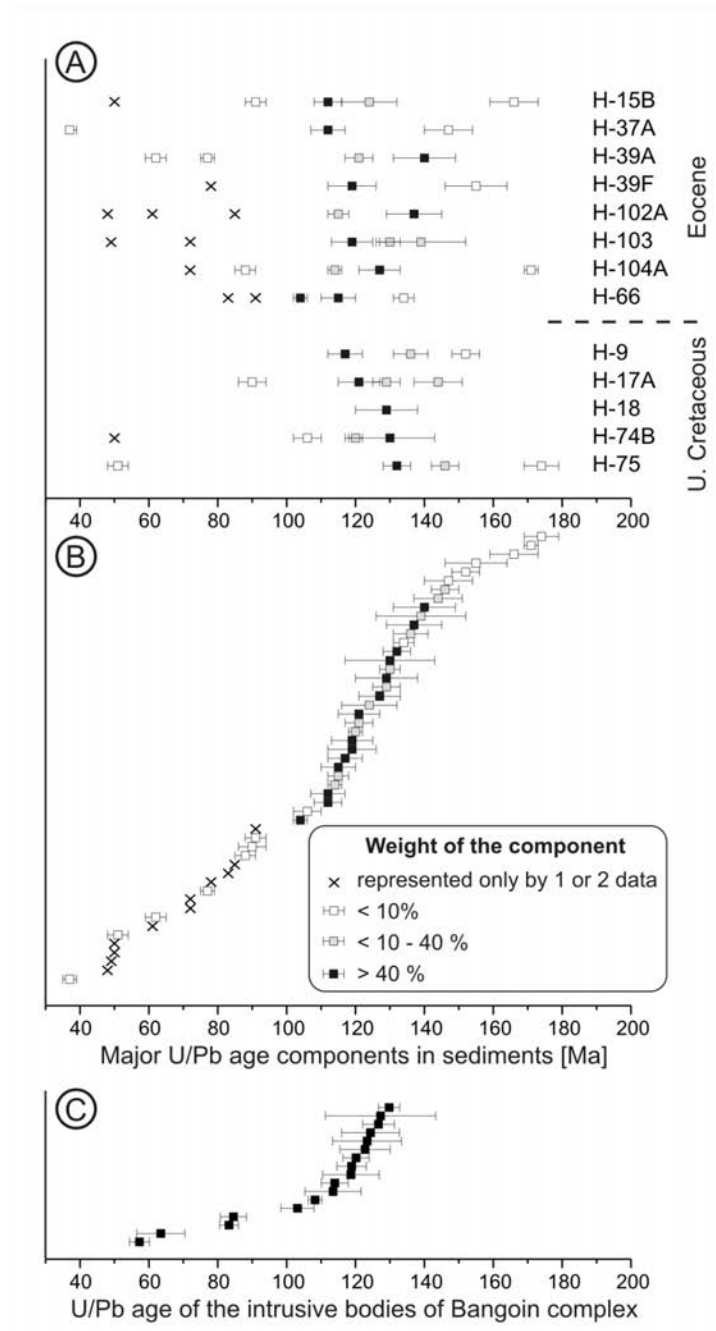 A
H-15B
H-37A
H-39A
H-39F
H-102A
H-103
H-104A
H-66
Eocene
H-9
H-17A
H-18
H-74B
H-75
U. Cretaceous
40 60 80 100 120 140 160 180 200
B
Weight of the component
represented only by 1 or 2 data
< 10%
< 10 - 40 %
> 40 %
40 60 80 100 120 140 160 180 200
Major U/Pb age components in sediments [Ma]
C
40 60 80 100 120 140 160 180 200
U/Pb age of the intrusive bodies of Bangoin complex